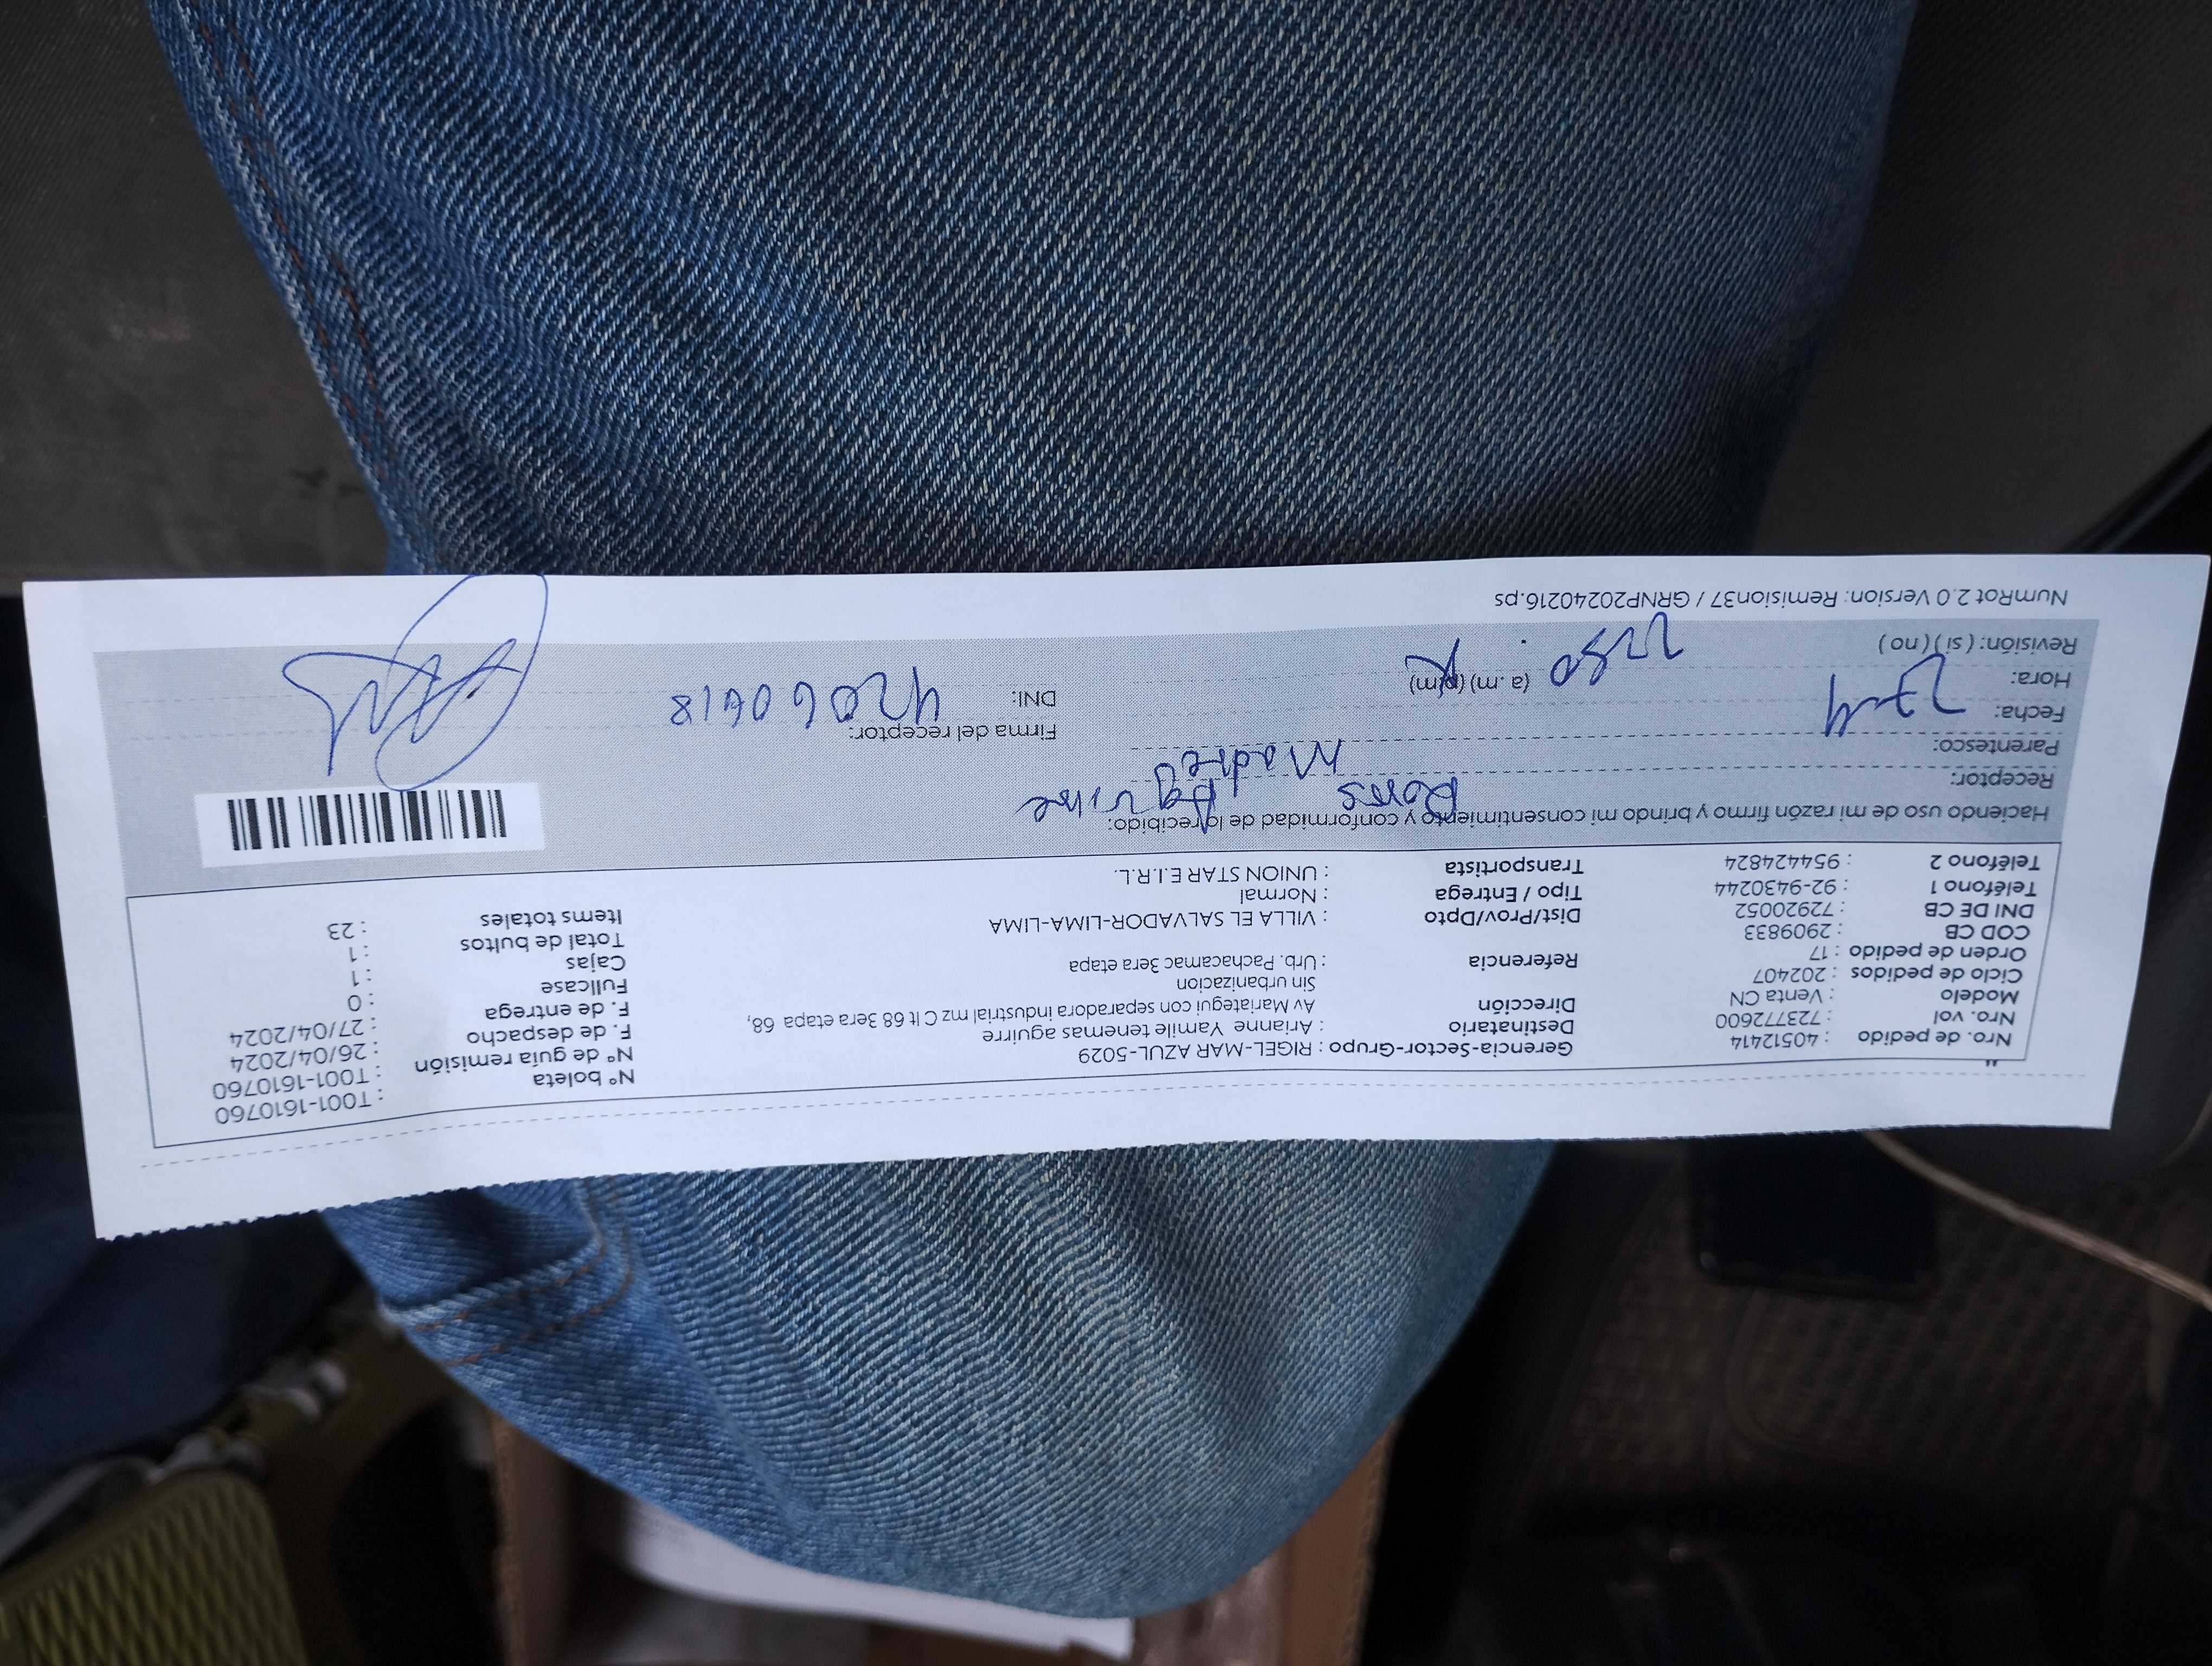 Nº boleta : T001-1610760
Nº de guía remisión : T001-1610760
F. de despacho : 26/04/2024
F. de entrega : 27/04/2024
Fullcase : 0
Cajas : 1
Total de bultos : 1
Items totales : 23
Gerencia-Sector-Grupo : RIGEL-MAR AZUL-5029
Destinatario : Arianne Yamile tenemas aguirre
Dirección Av Mariategui con separadora industrial mz C lt 68 3era etapa 68,
Sin urbanizacion
Referencia : Urb. Pachacamac 3era etapa
Dist/Prov/Dpto : VILLA EL SALVADOR-LIMA-LIMA
Tipo / Entrega : Normal
Transportista : UNION STAR E.I.R.L.
Nro. de pedido : 40512414
Nro. vol : 723772600
Modelo : Venta CN
Ciclo de pedidos : 202407
Orden de pedido : 17
COD CB : 2909833
DNI DE CB : 72920052
Teléfono 1 : 92-9430244
Teléfono 2 : 954424824
Haciendo uso de mi razón firmo y brindo mi consentimiento y conformidad de lo recibido:
Receptor:
Parentesco: Madre
Fecha: 27-4
Hora: (a.m) (p.m)
Revisión: ( si ) ( no )
Firma del receptor:
DNI:
NumRot 2.0 Version: Remision37 / GRNP20240216.ps